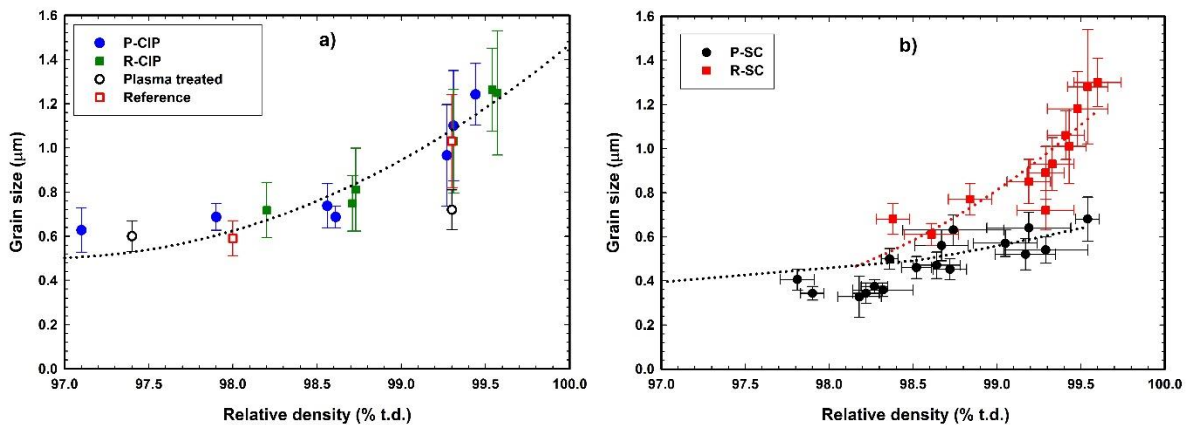 1.6
1.4
1.2
1.0
0.8
0.6
0.4
0.2
0.0
Grain size (μm)
P-CIP
R-CIP
Plasma treated
Reference
a)
97.0 97.5 98.0 98.5 99.0 99.5 100.0
Relative density (% t.d.)
1.6
1.4
1.2
1.0
0.8
0.6
0.4
0.2
0.0
Grain size (μm)
P-SC
R-SC
b)
97.0 97.5 98.0 98.5 99.0 99.5 100.0
Relative density (% t.d.)